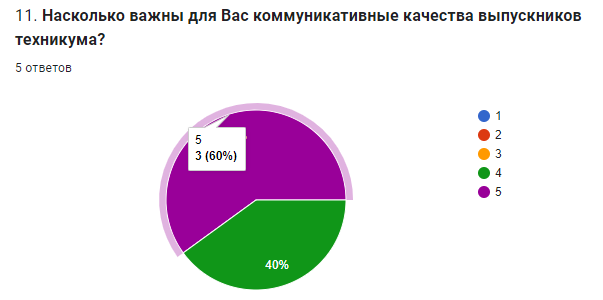 11. Насколько важны для Вас коммуникативные качества выпускников
техникума?
5 ответов
5
3 (60%)
40%
1
2
3
4
5